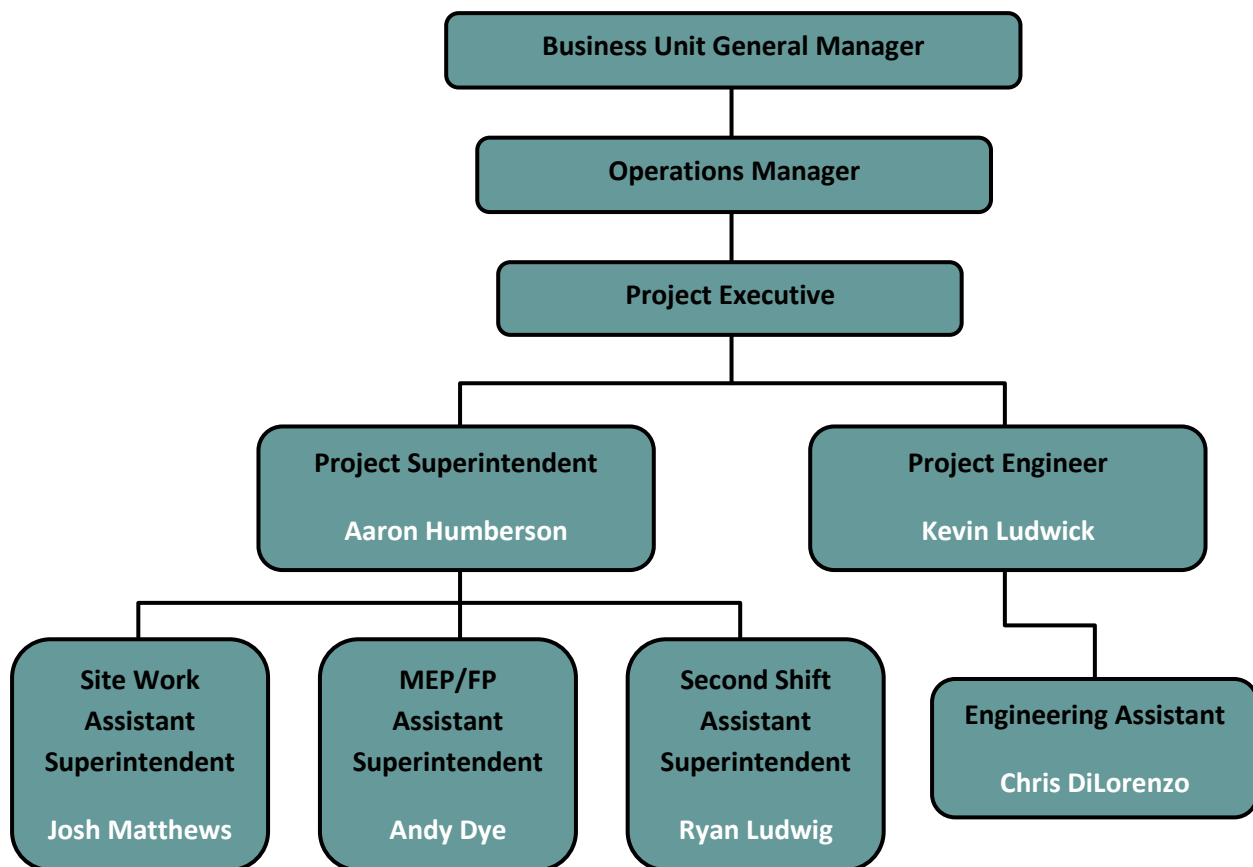 Business Unit General Manager
Operations Manager
Project Executive
Project Superintendent
Aaron Humberson
Project Engineer
Kevin Ludwick
Site Work
Assistant
Superintendent
Josh Matthews
MEP/FP
Assistant
Superintendent
Andy Dye
Second Shift
Assistant
Superintendent
Ryan Ludwig
Engineering Assistant
Chris DiLorenzo